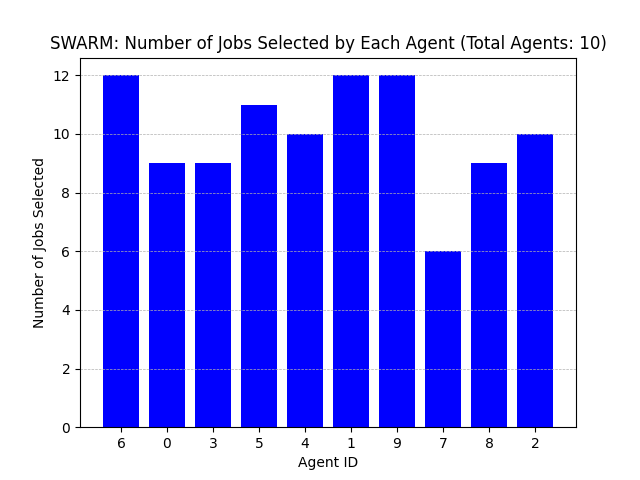 SWARM: Number of Jobs Selected by Each Agent (Total Agents: 10)
Number of Jobs Selected
12
10
8
6
4
2
0
6 0 3 5 4 1 9 7 8 2
Agent ID